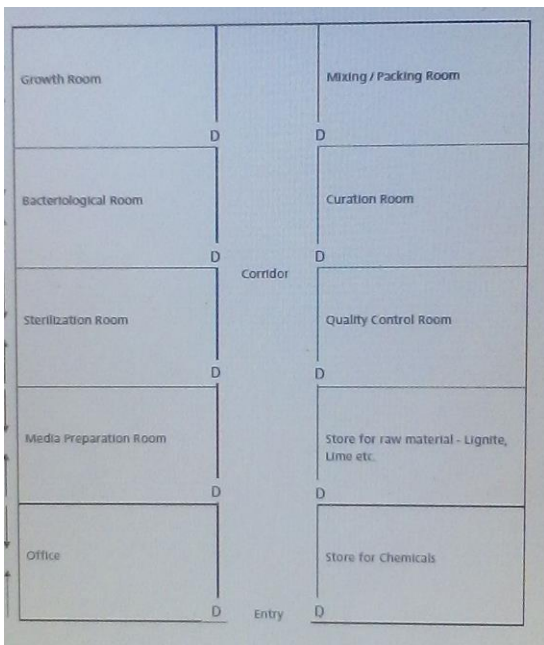 Growth Room
Mixing / Packing Room
D
D
Bacteriological Room
Curation Room
D
D
Corridor
Sterilization Room
Quality Control Room
D
D
Media Preparation Room
Store for raw material - Lignite,
Lime etc.
D
D
Office
Store for Chemicals
D
Entry
D